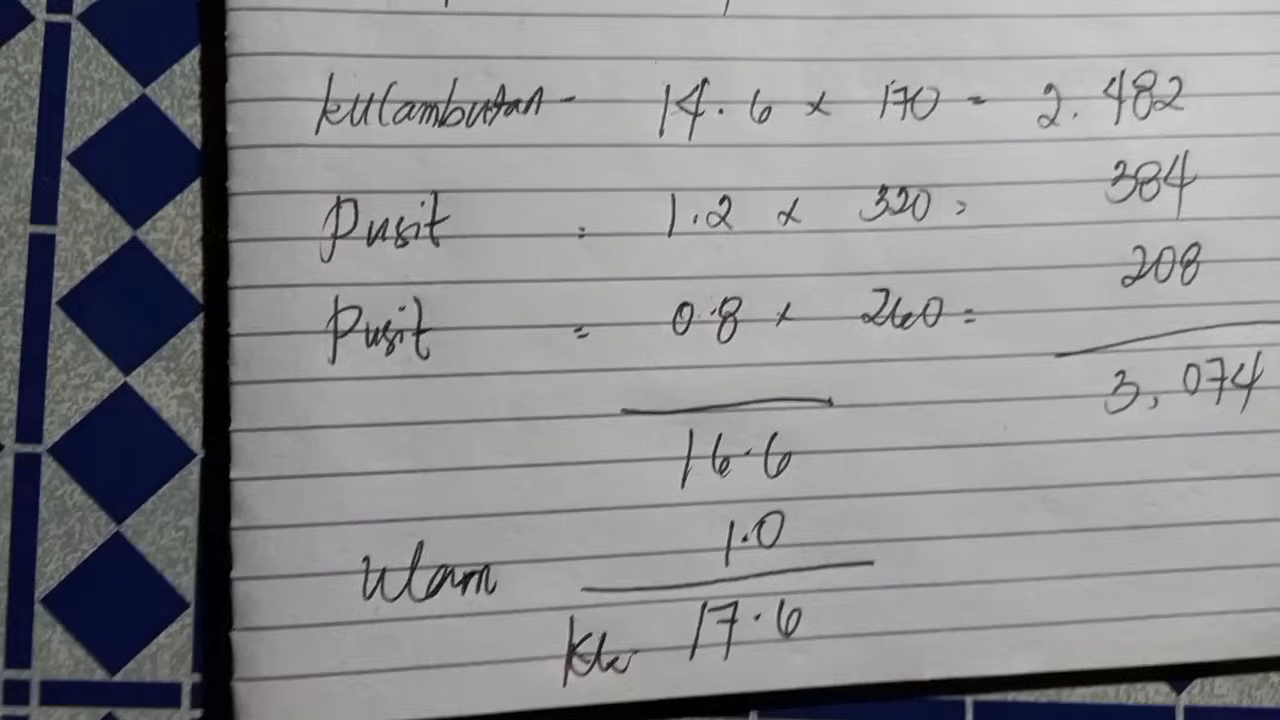 kulambutan - 14.6 x 170 = 2.482
Pusit = 1.2 x 320 = 384
Pusit = 0.8 x 260 = 208
3,074
16.6
Ulam 1.0
17.6